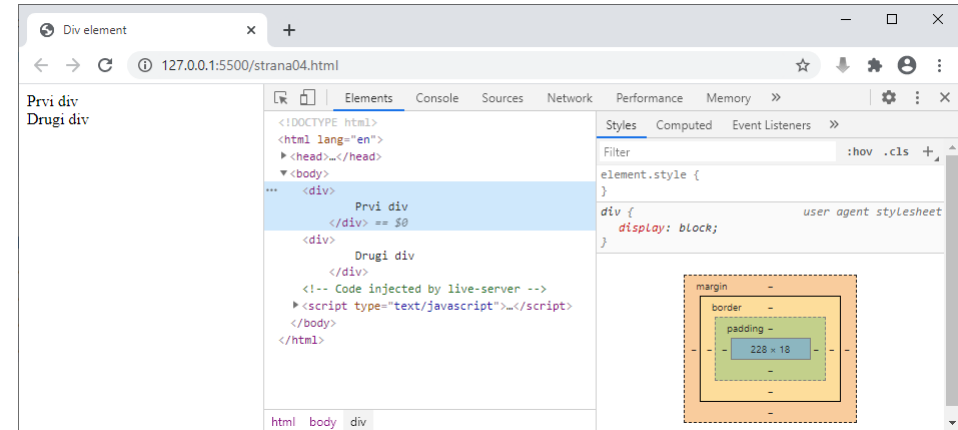 Div element
127.0.0.1:5500/strana04.html
Prvi div
Drugi div
Elements Console Sources Network Performance Memory »
<!DOCTYPE html>
<html lang="en">
<head>…</head>
<body>
<div>
Prvi div
</div> == $0
<div>
Drugi div
</div>
<!-- Code injected by live-server -->
<script type="text/javascript">…</script>
</body>
</html>
html body div
Styles Computed Event Listeners »
Filter :hov .cls +
element.style {
}
div { user agent stylesheet
display: block;
}
margin -
border -
padding -
- - - 228 × 18 - - -
-
-
-